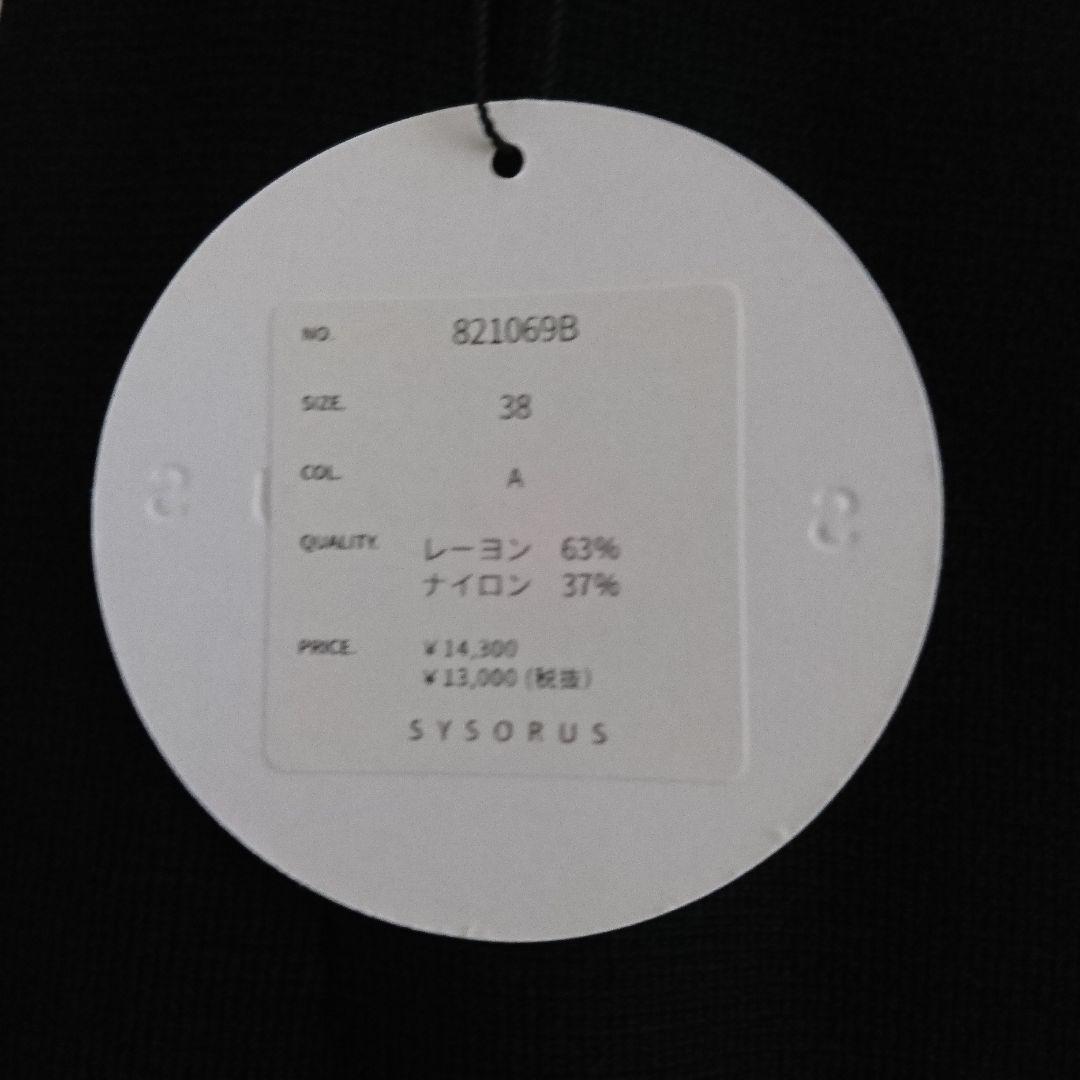 NO. 821069B
SIZE. 38
COL. A
QUALITY. レーヨン 63%
ナイロン 37%
PRICE. ¥14,300
¥13,000 (税抜)
SYSORUS